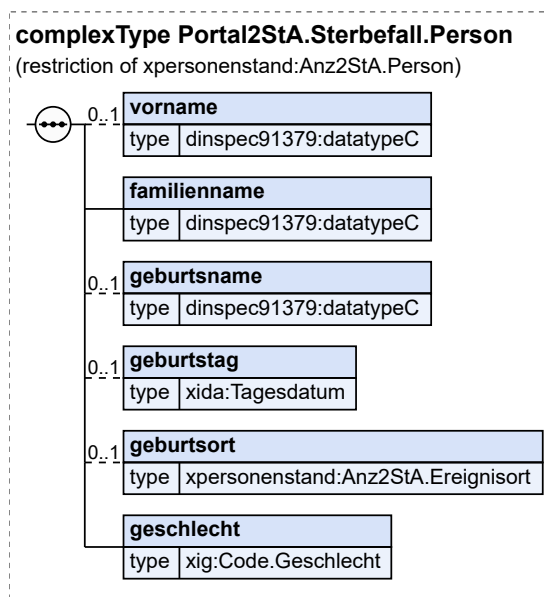 complexType Portal2StA.Sterbefall.Person
(restriction of xpersonenstand:Anz2StA.Person)
0..1 vorname
type dinspec91379:datatypeC
familienname
type dinspec91379:datatypeC
0..1 geburtsname
type dinspec91379:datatypeC
0..1 geburtstag
type xida:Tagesdatum
0..1 geburtsort
type xpersonenstand:Anz2StA.Ereignisort
geschlecht
type xig:Code.Geschlecht